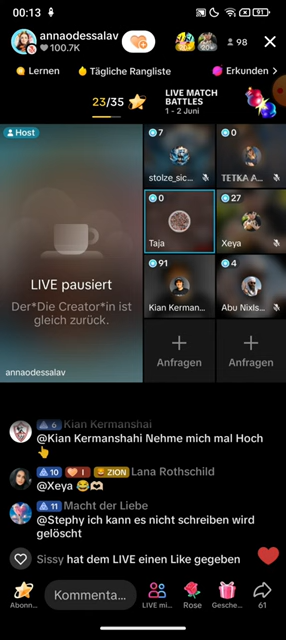 00:13
91
annaodessalav
100.7K
98
Lernen
Tägliche Rangliste
Erkunden >
23/35
LIVE MATCH
BATTLES
1 - 2 Juni
Host
7
0
stolze_sic...
TETKA A...
0
27
Taja
Xeya
91
4
Kian Kerman...
Abu Nixls...
LIVE pausiert
Der*Die Creator*in ist
gleich zurück.
annaodessalav
Anfragen
Anfragen
6 Kian Kermanshai
@Kian Kermanshahi Nehme mich mal Hoch
👆
10 I ZION Lana Rothschild
@Xeya 😂🫶
11 Macht der Liebe
@Stephy ich kann es nicht schreiben wird
gelöscht
Sissy hat dem LIVE einen Like gegeben
Abonn...
Kommenta...
LIVE mi...
Rose
Gesche...
61